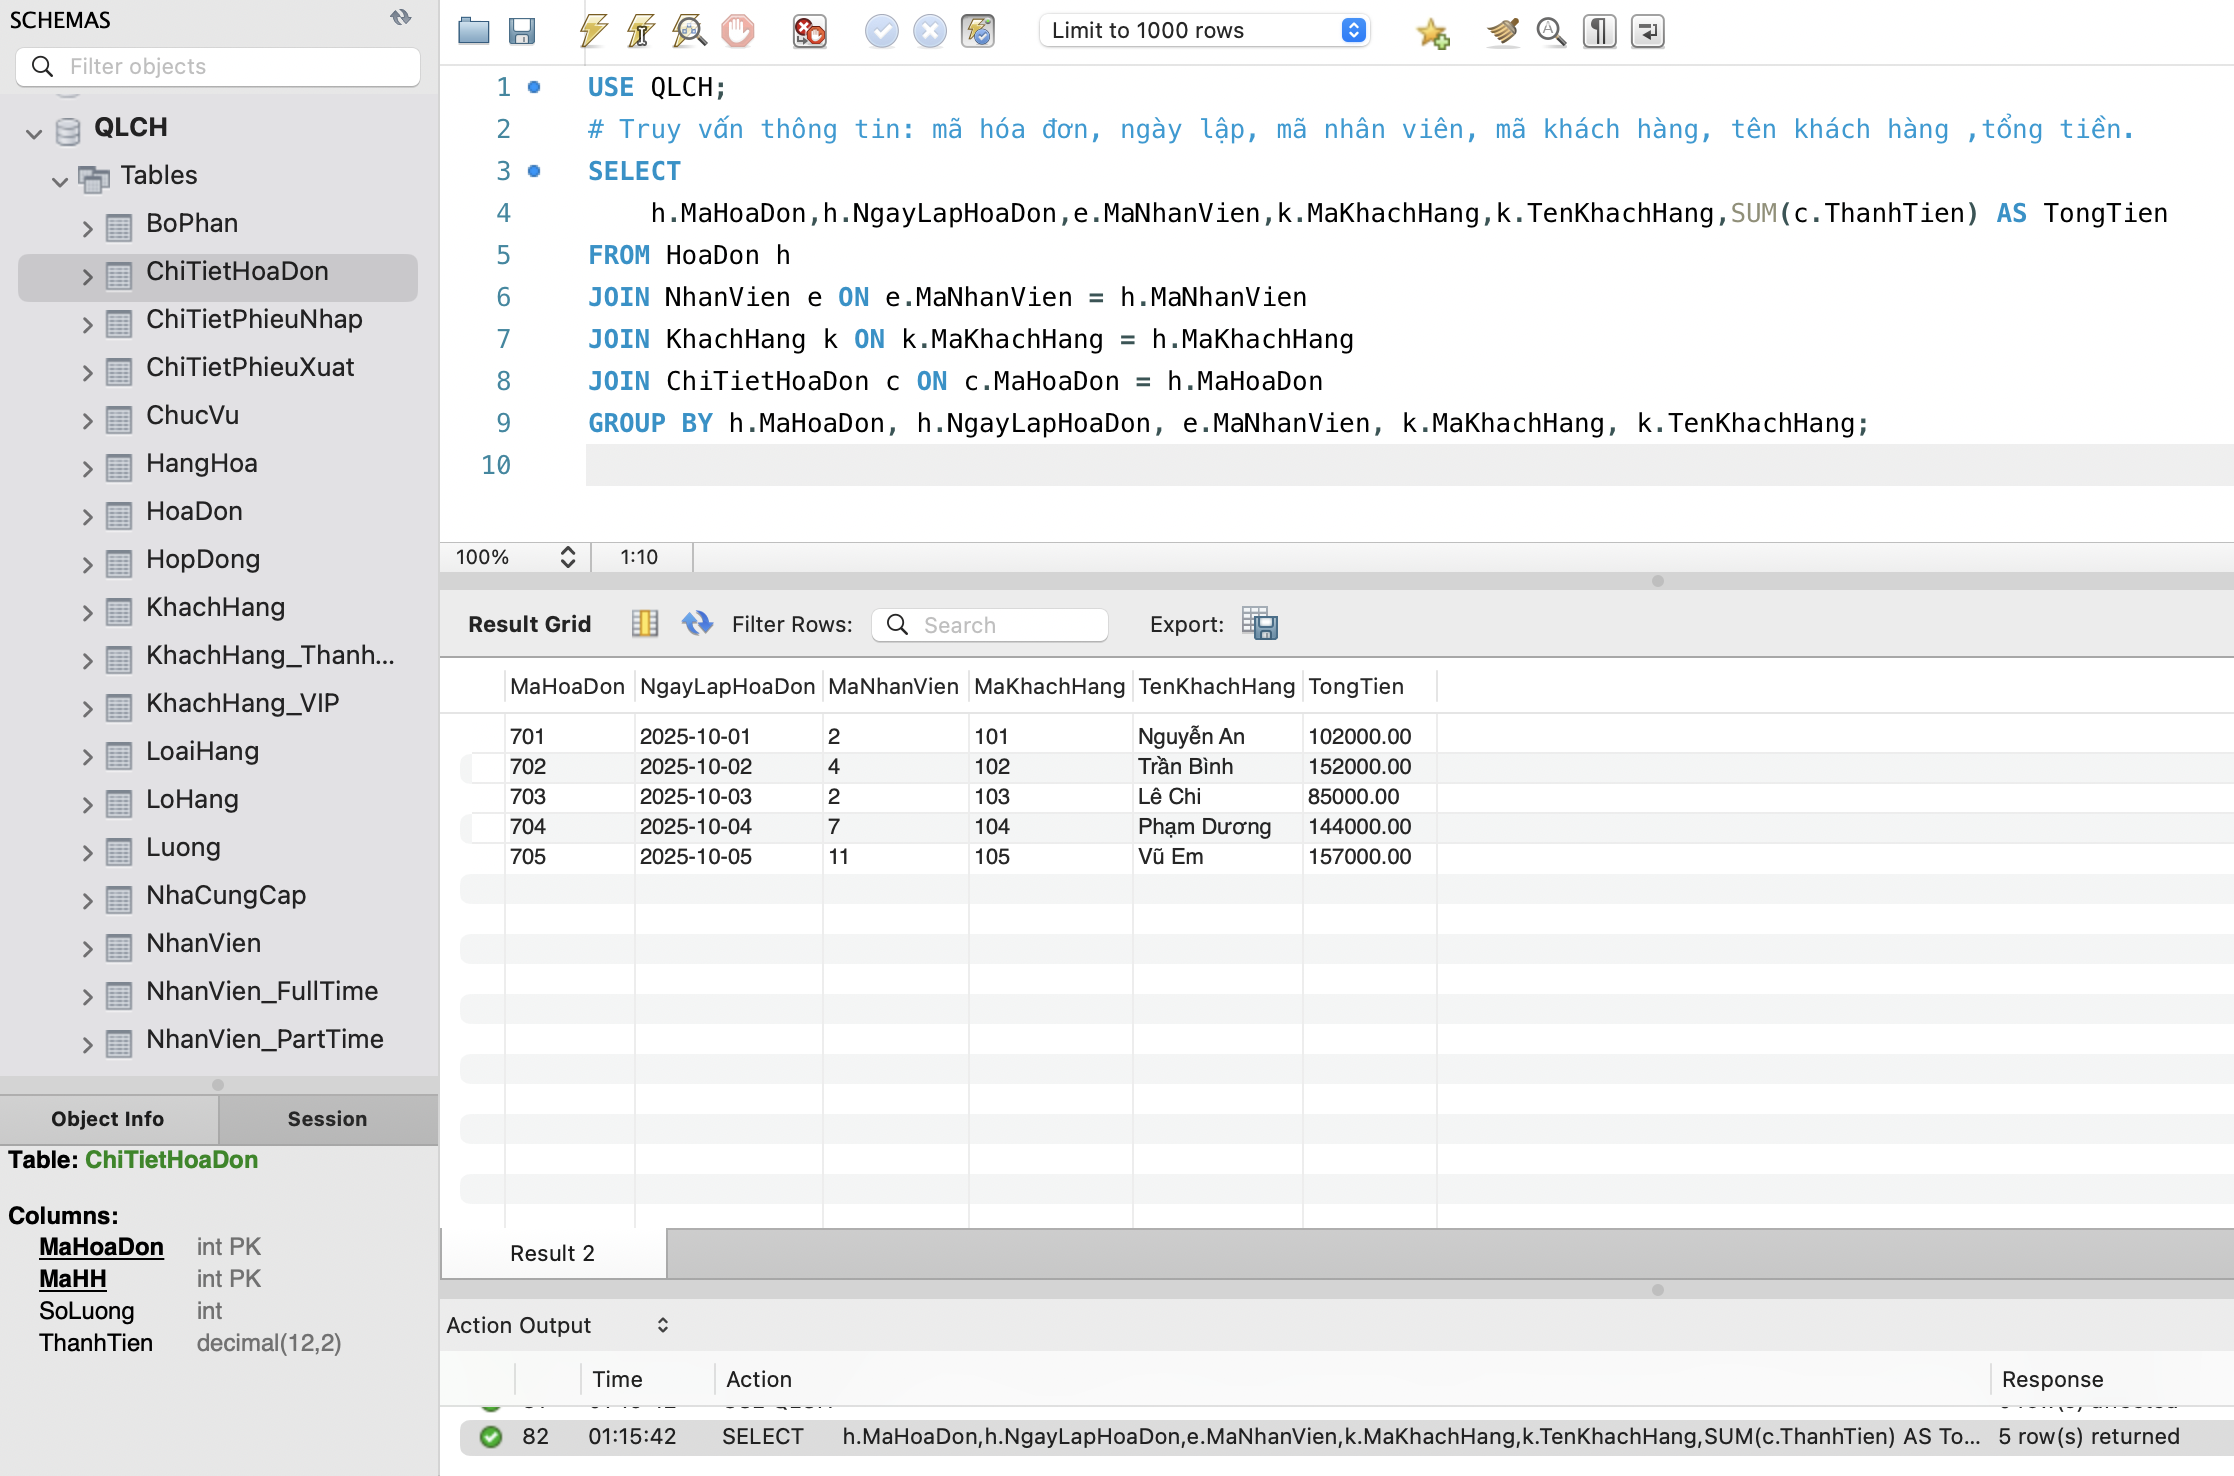 SCHEMAS
Filter objects
QLCH
Tables
BoPhan
ChiTietHoaDon
ChiTietPhieuNhap
ChiTietPhieuXuat
ChucVu
HangHoa
HoaDon
HopDong
KhachHang
KhachHang_Thanh...
KhachHang_VIP
LoaiHang
LoHang
Luong
NhaCungCap
NhanVien
NhanVien_FullTime
NhanVien_PartTime
Object Info Session
Table: ChiTietHoaDon
Columns:
MaHoaDon int PK
MaHH int PK
SoLuong int
ThanhTien decimal(12,2)
Limit to 1000 rows
1 USE QLCH;
2 # Truy vấn thông tin: mã hóa đơn, ngày lập, mã nhân viên, mã khách hàng, tên khách hàng ,tổng tiền.
3 SELECT
4 h.MaHoaDon,h.NgayLapHoaDon,e.MaNhanVien,k.MaKhachHang,k.TenKhachHang,SUM(c.ThanhTien) AS TongTien
5 FROM HoaDon h
6 JOIN NhanVien e ON e.MaNhanVien = h.MaNhanVien
7 JOIN KhachHang k ON k.MaKhachHang = h.MaKhachHang
8 JOIN ChiTietHoaDon c ON c.MaHoaDon = h.MaHoaDon
9 GROUP BY h.MaHoaDon, h.NgayLapHoaDon, e.MaNhanVien, k.MaKhachHang, k.TenKhachHang;
10
100% 1:10
Result Grid Filter Rows: Search Export:
MaHoaDon NgayLapHoaDon MaNhanVien MaKhachHang TenKhachHang TongTien
701 2025-10-01 2 101 Nguyễn An 102000.00
702 2025-10-02 4 102 Trần Bình 152000.00
703 2025-10-03 2 103 Lê Chi 85000.00
704 2025-10-04 7 104 Phạm Dương 144000.00
705 2025-10-05 11 105 Vũ Em 157000.00
Result 2
Action Output
Time Action Response
82 01:15:42 SELECT h.MaHoaDon,h.NgayLapHoaDon,e.MaNhanVien,k.MaKhachHang,k.TenKhachHang,SUM(c.ThanhTien) AS To... 5 row(s) returned